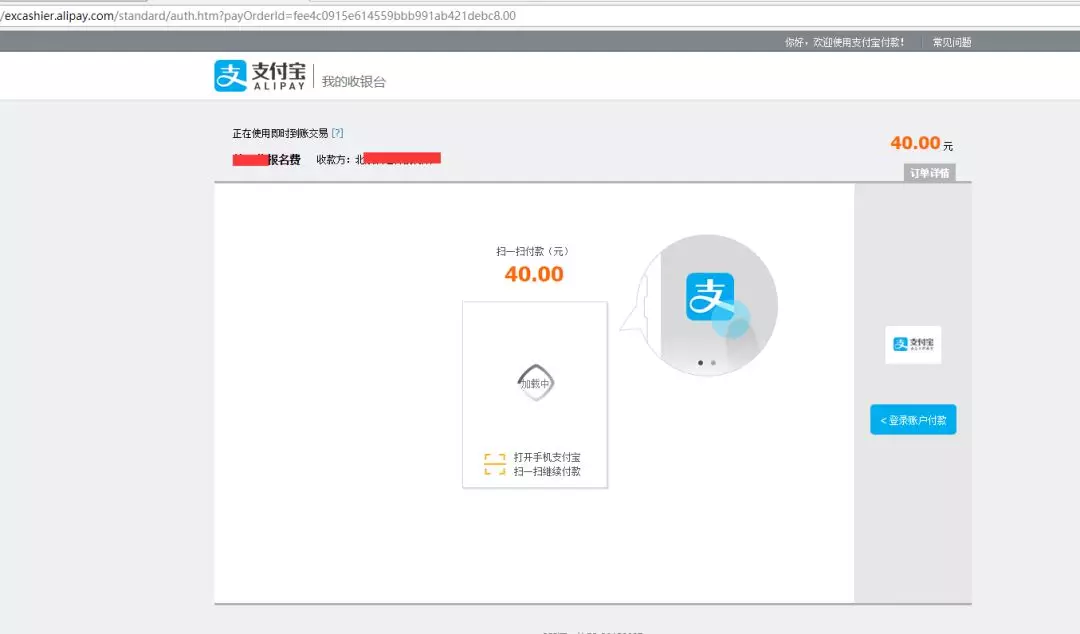 /excashier.alipay.com/standard/auth.htm?payOrderId=fee4c0915e614559bbb991ab421debc8.00
你好，欢迎使用支付宝付款！ 常见问题
支付宝 ALIPAY 我的收银台
正在使用即时到账交易 [?]
报名费 收款方：北
40.00 元
订单详情
扫一扫付款（元）
40.00
加载中
打开手机支付宝
扫一扫继续付款
支
支付宝
ALIPAY
< 登录账户付款